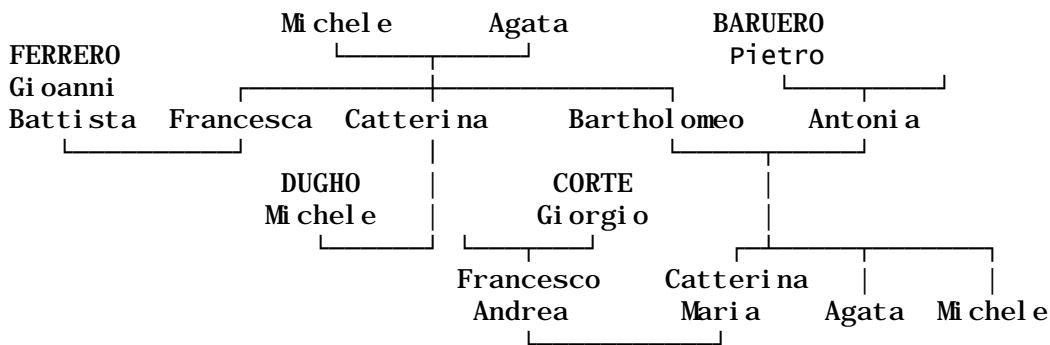 Michele Agata BARUERO
FERRERO Pietro
Gioanni
Battista Francesca Catterina Bartholomeo Antonia
DUGHO CORTE
Michele Giorgio
Francesco Catterina
Andrea Maria Agata Michele